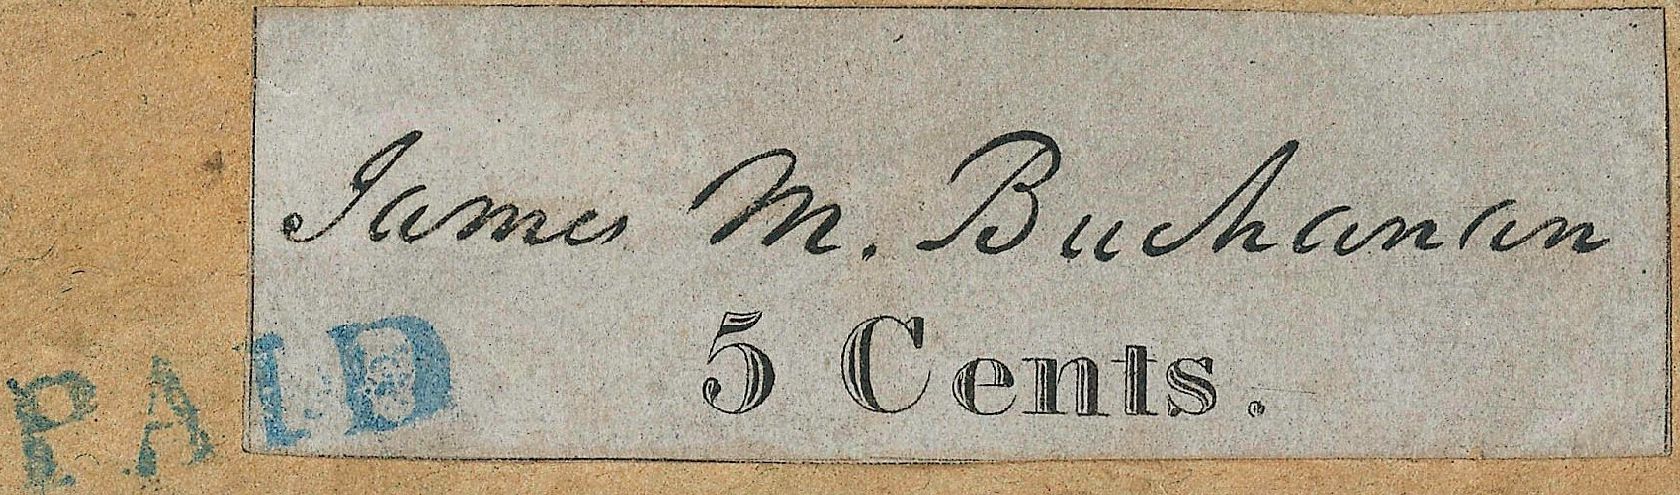 James M. Buchanan
5 Cents.
PAID